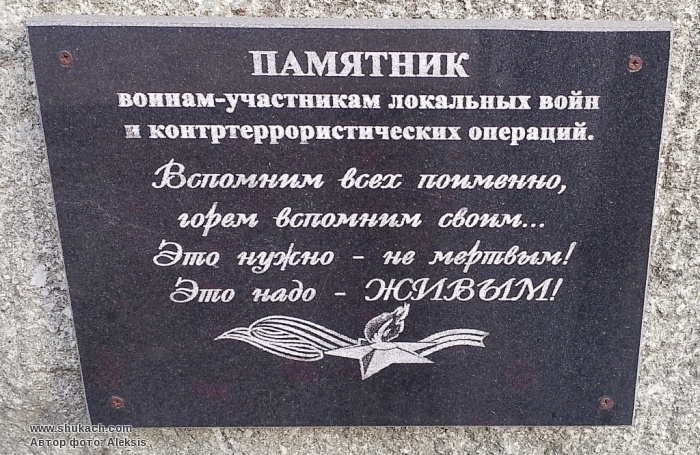 ПАМЯТНИК
воинам-участникам локальных войн
и контртеррористических операций.
Вспомним всех поименно,
горем вспомним своим...
Это нужно - не мертвым!
Это надо - ЖИВЫМ!
www.shukach.com
Автор фото: Aleksis